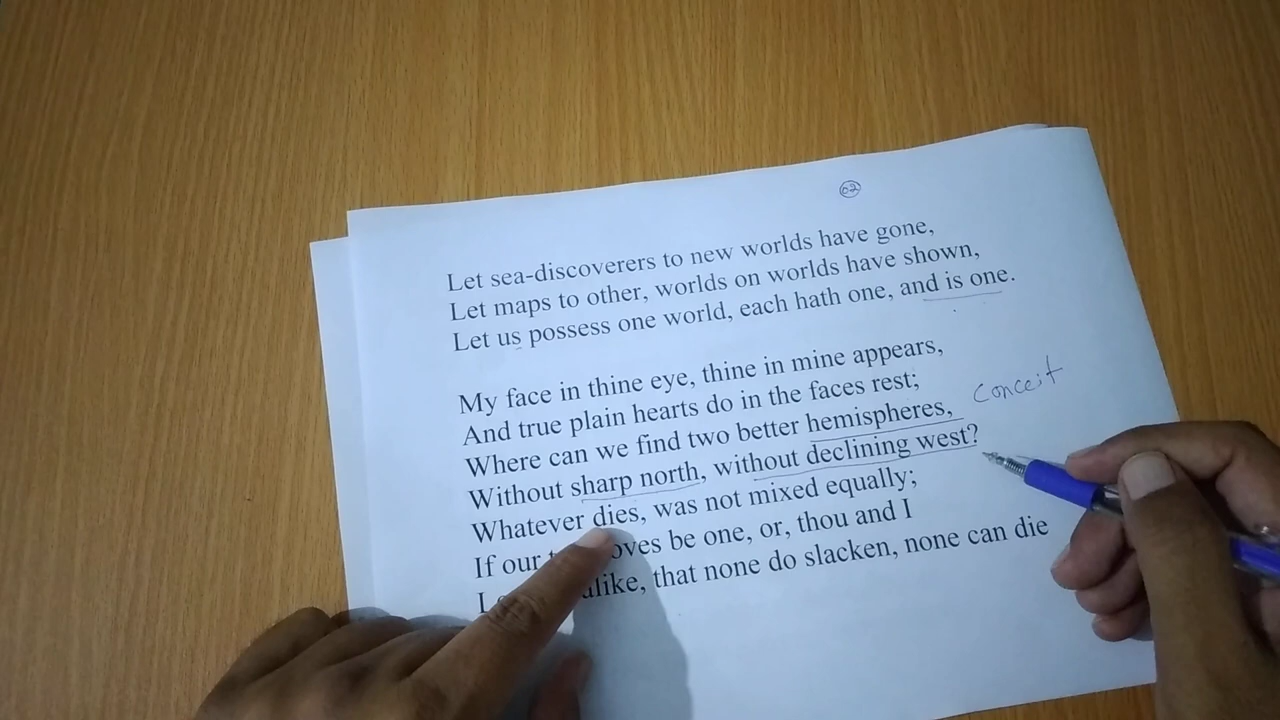 02
Let sea-discoverers to new worlds have gone,
Let maps to other, worlds on worlds have shown,
Let us possess one world, each hath one, and is one.
My face in thine eye, thine in mine appears,
And true plain hearts do in the faces rest;
Where can we find two better hemispheres, conceit
Without sharp north, without declining west?
Whatever dies, was not mixed equally;
If our loves be one, or, thou and I
alike, that none do slacken, none can die